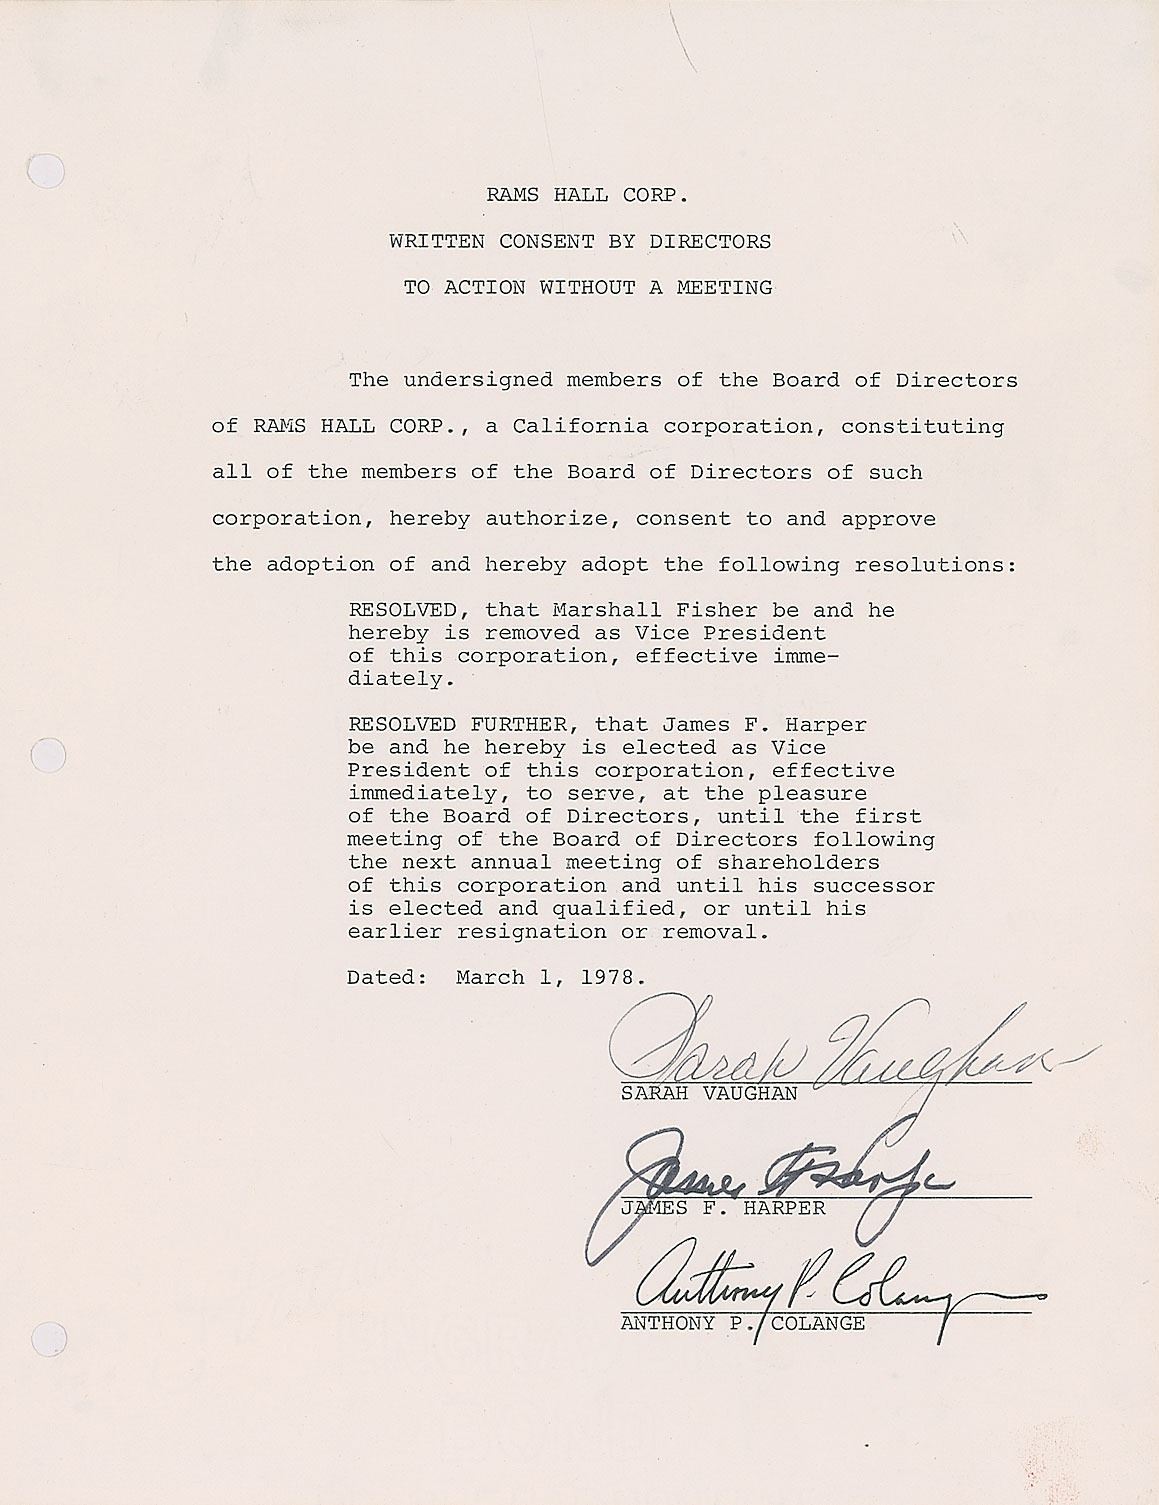 RAMS HALL CORP.
WRITTEN CONSENT BY DIRECTORS
TO ACTION WITHOUT A MEETING
The undersigned members of the Board of Directors
of RAMS HALL CORP., a California corporation, constituting
all of the members of the Board of Directors of such
corporation, hereby authorize, consent to and approve
the adoption of and hereby adopt the following resolutions:
RESOLVED, that Marshall Fisher be and he
hereby is removed as Vice President
of this corporation, effective imme-
diately.
RESOLVED FURTHER, that James F. Harper
be and he hereby is elected as Vice
President of this corporation, effective
immediately, to serve, at the pleasure
of the Board of Directors, until the first
meeting of the Board of Directors following
the next annual meeting of shareholders
of this corporation and until his successor
is elected and qualified, or until his
earlier resignation or removal.
Dated: March 1, 1978.
Sarah Vaughan
SARAH VAUGHAN
James F Harper
JAMES F. HARPER
Anthony P. Colange
ANTHONY P. COLANGE